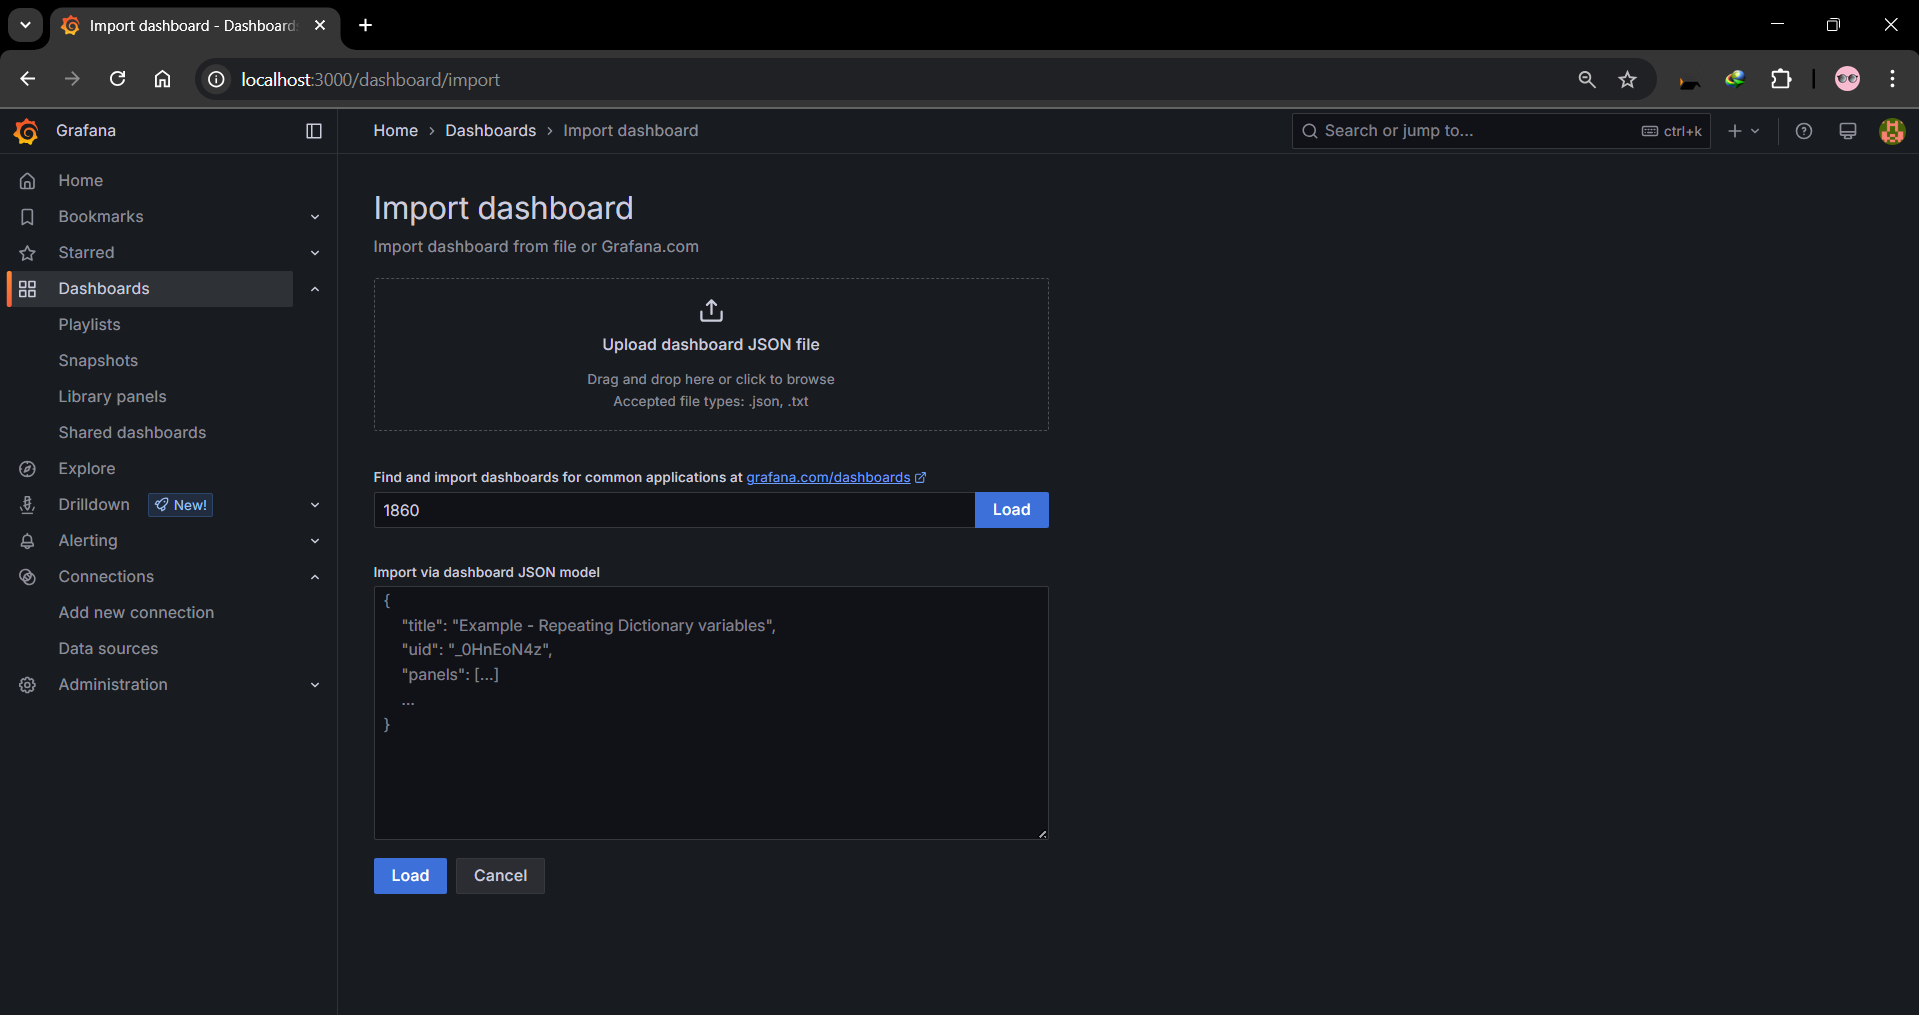 Import dashboard - Dashboards
localhost:3000/dashboard/import
Grafana
Home › Dashboards › Import dashboard
Search or jump to...
ctrl+k
Home
Bookmarks
Starred
Dashboards
Playlists
Snapshots
Library panels
Shared dashboards
Explore
Drilldown New!
Alerting
Connections
Add new connection
Data sources
Administration
Import dashboard
Import dashboard from file or Grafana.com
Upload dashboard JSON file
Drag and drop here or click to browse
Accepted file types: .json, .txt
Find and import dashboards for common applications at grafana.com/dashboards
1860
Load
Import via dashboard JSON model
{
"title": "Example - Repeating Dictionary variables",
"uid": "_0HnEoN4z",
"panels": [...]
...
}
Load
Cancel